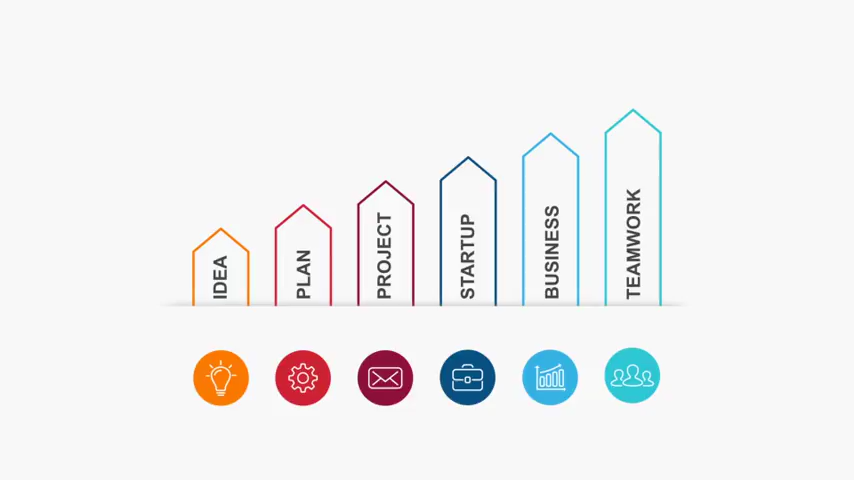 IDEA
PLAN
PROJECT
STARTUP
BUSINESS
TEAMWORK